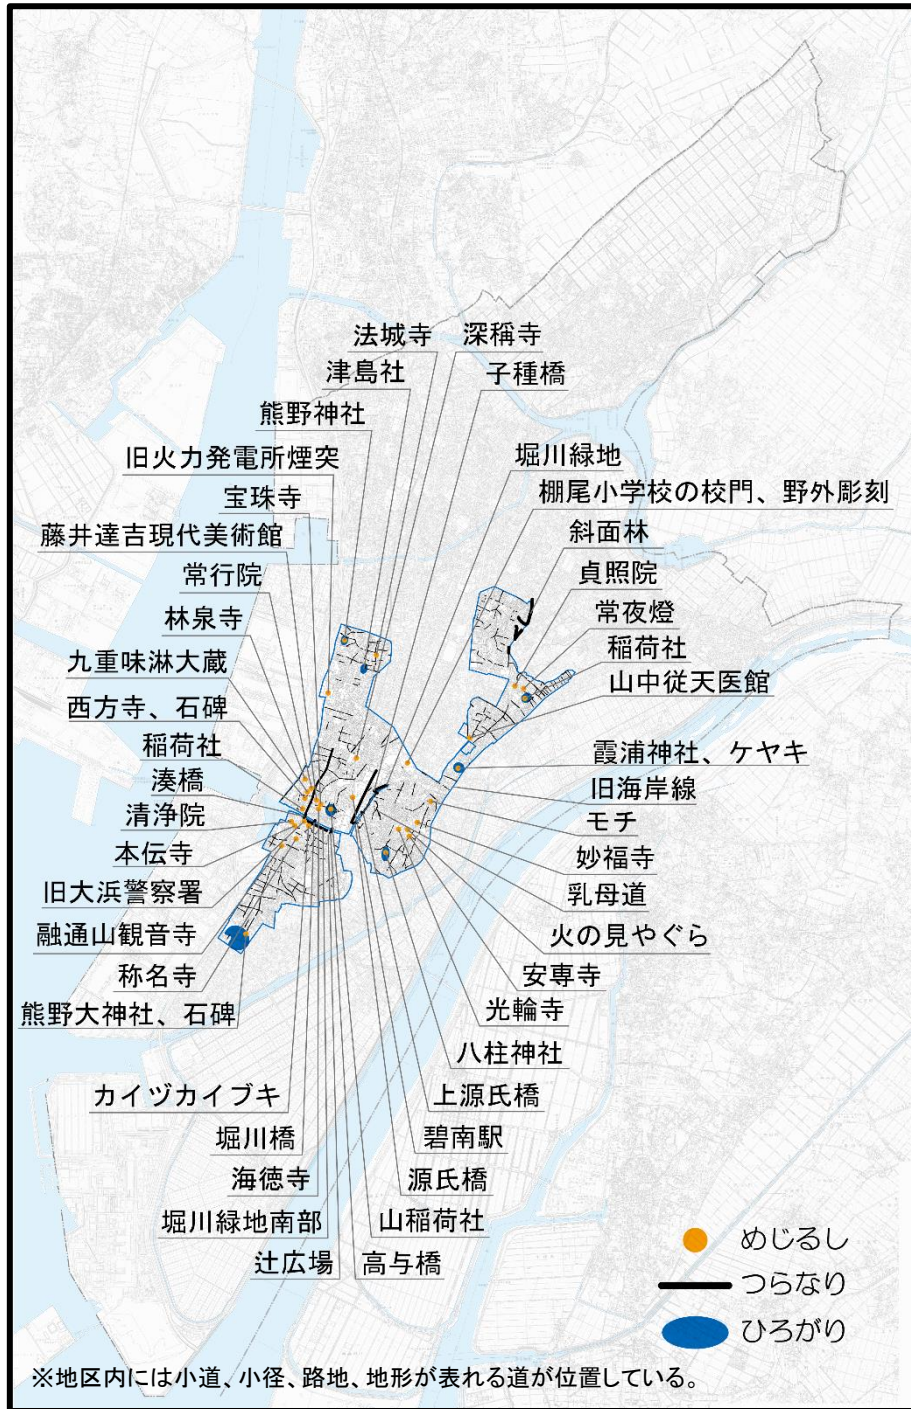 法城寺
深稱寺
津島社
子種橋
熊野神社
旧火力発電所煙突
堀川緑地
宝珠寺
棚尾小学校の校門、野外彫刻
藤井達吉現代美術館
斜面林
常行院
貞照院
林泉寺
常夜燈
九重味淋大蔵
稲荷社
西方寺、石碑
山中従天医館
稲荷社
霞浦神社、ケヤキ
湊橋
旧海岸線
清浄院
モチ
本伝寺
妙福寺
旧大浜警察署
乳母道
融通山観音寺
火の見やぐら
称名寺
安専寺
熊野大神社、石碑
光輪寺
八柱神社
カイヅカイブキ
上源氏橋
堀川橋
碧南駅
海徳寺
源氏橋
堀川緑地南部
山稲荷社
辻広場
高与橋
めじるし
つらなり
ひろがり
※地区内には小道、小径、路地、地形が表れる道が位置している。